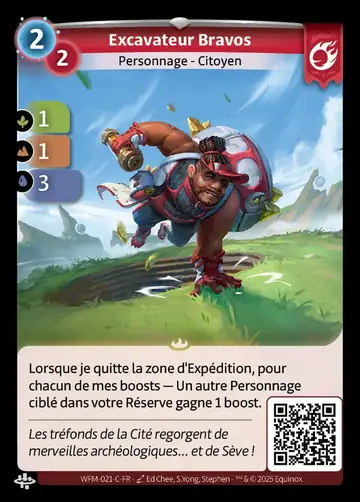 2
2
Excavateur Bravos
Personnage - Citoyen
1
1
3
Lorsque je quitte la zone d'Expédition, pour
chacun de mes boosts — Un autre Personnage
ciblé dans votre Réserve gagne 1 boost.
Les tréfonds de la Cité regorgent de
merveilles archéologiques... et de Sève !
WFM-021-C-FR - Ed Chee, S.Yong, Stephen - ™ & © 2025 Equinox